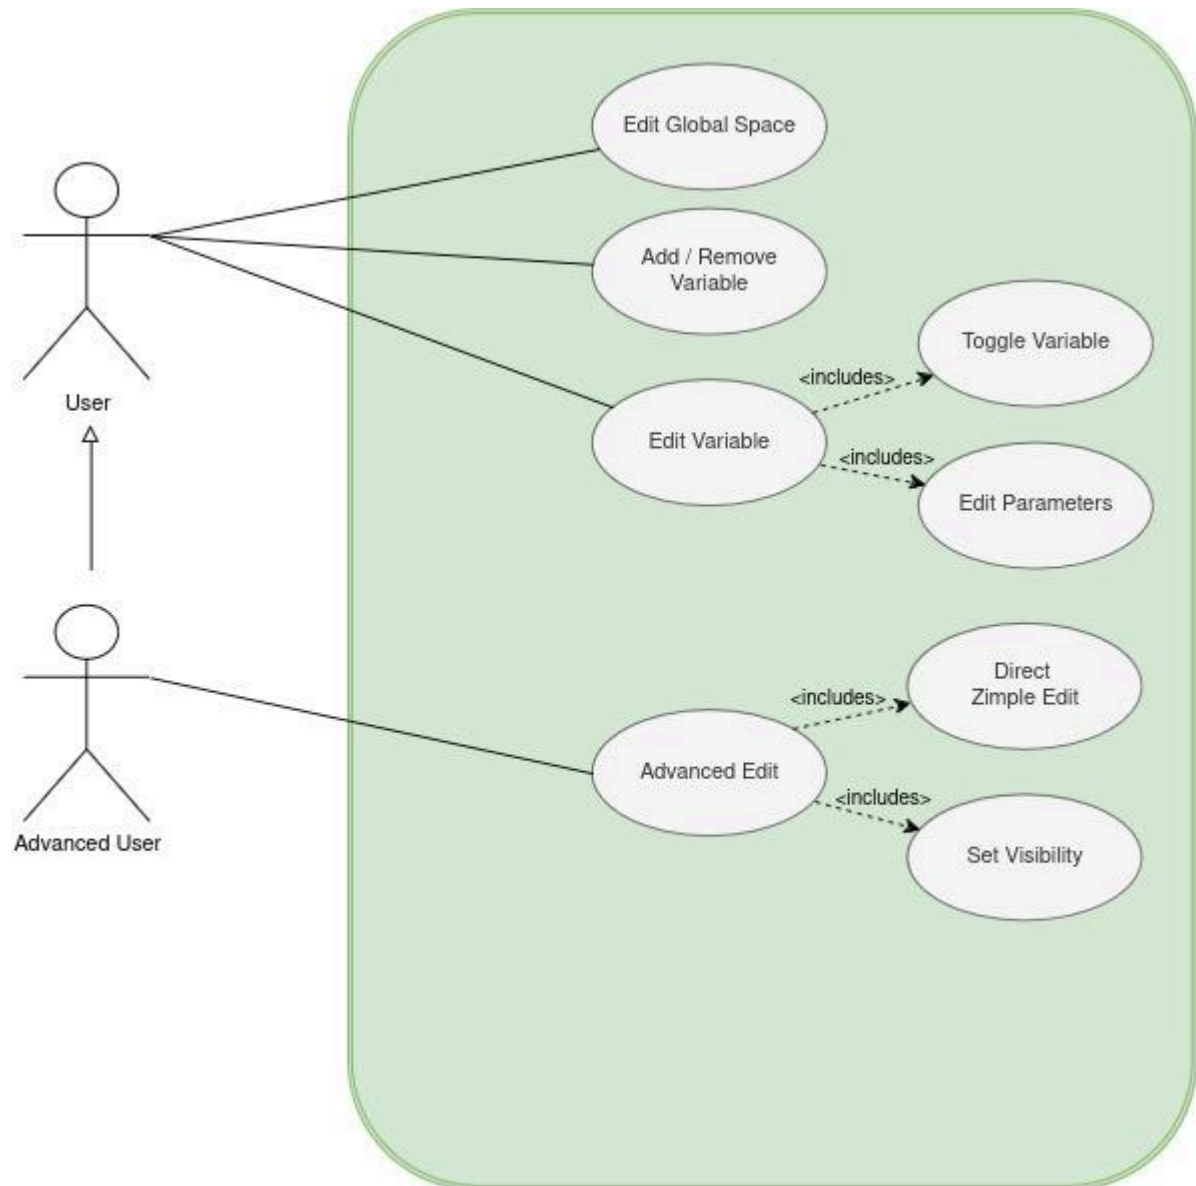 Edit Global Space
Add / Remove
Variable
Toggle Variable
<includes>
User
Edit Variable
<includes>
Edit Parameters
Direct
Zimple Edit
<includes>
Advanced Edit
<includes>
Advanced User
Set Visibility